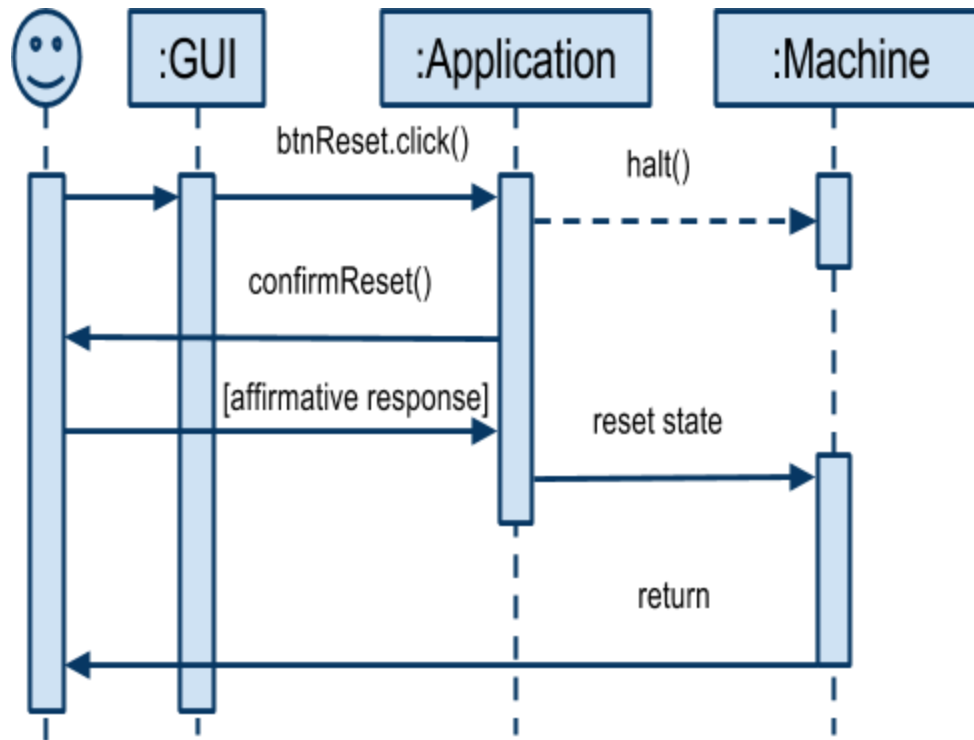 :GUI
:Application
:Machine
btnReset.click()
halt()
confirmReset()
[affirmative response]
reset state
return